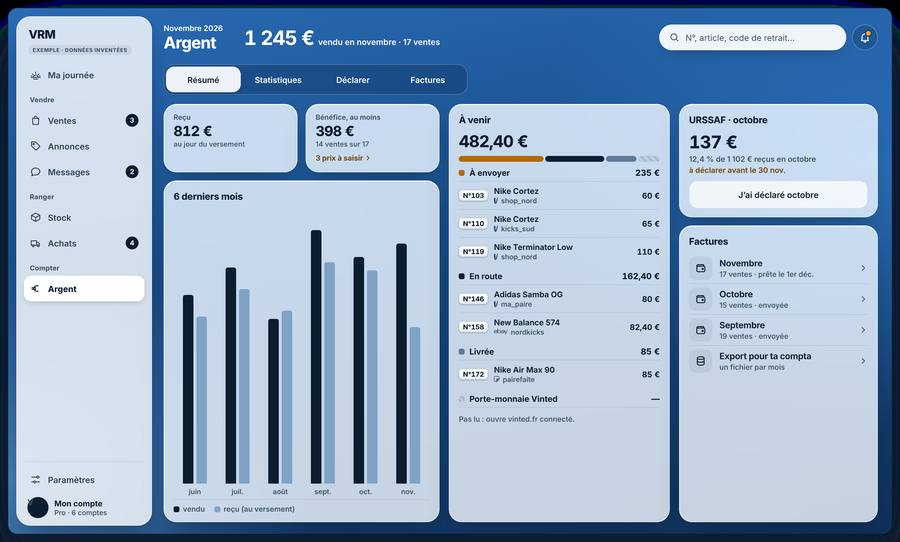 VRM
EXEMPLE · DONNÉES INVENTÉES
Ma journée
Vendre
Ventes 3
Annonces
Messages 2
Ranger
Stock
Achats 4
Compter
Argent
Paramètres
Mon compte
Pro · 6 comptes
Novembre 2026
Argent
1 245 € vendu en novembre · 17 ventes
N°, article, code de retrait…
Résumé
Statistiques
Déclarer
Factures
Reçu
812 €
au jour du versement
Bénéfice, au moins
398 €
14 ventes sur 17
3 prix à saisir
6 derniers mois
juin juil. août sept. oct. nov.
vendu reçu (au versement)
À venir
482,40 €
À envoyer 235 €
N°103 Nike Cortez 60 €
shop_nord
N°110 Nike Cortez 65 €
kicks_sud
N°119 Nike Terminator Low 110 €
shop_nord
En route 162,40 €
N°146 Adidas Samba OG 80 €
ma_paire
N°158 New Balance 574 82,40 €
ebay nordkicks
Livrée 85 €
N°172 Nike Air Max 90 85 €
pairefaite
Porte-monnaie Vinted —
Pas lu : ouvre vinted.fr connecté.
URSSAF · octobre
137 €
12,4 % de 1 102 € reçus en octobre
à déclarer avant le 30 nov.
J'ai déclaré octobre
Factures
Novembre
17 ventes · prête le 1er déc.
Octobre
15 ventes · envoyée
Septembre
19 ventes · envoyée
Export pour ta compta
un fichier par mois